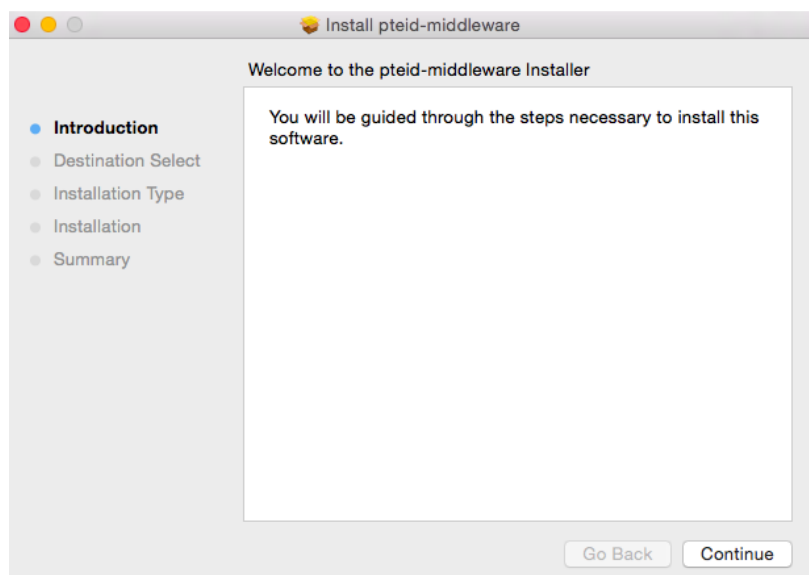 Install pteid-middleware
Welcome to the pteid-middleware Installer
Introduction
Destination Select
Installation Type
Installation
Summary
You will be guided through the steps necessary to install this
software.
Go Back
Continue